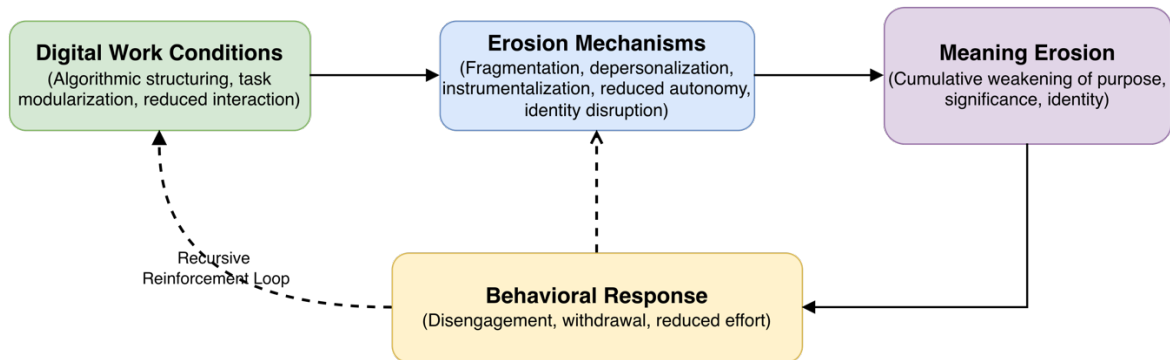 Digital Work Conditions
(Algorithmic structuring, task
modularization, reduced interaction)
Erosion Mechanisms
(Fragmentation, depersonalization,
instrumentalization, reduced autonomy,
identity disruption)
Meaning Erosion
(Cumulative weakening of purpose,
significance, identity)
Recursive
Reinforcement Loop
Behavioral Response
(Disengagement, withdrawal, reduced effort)